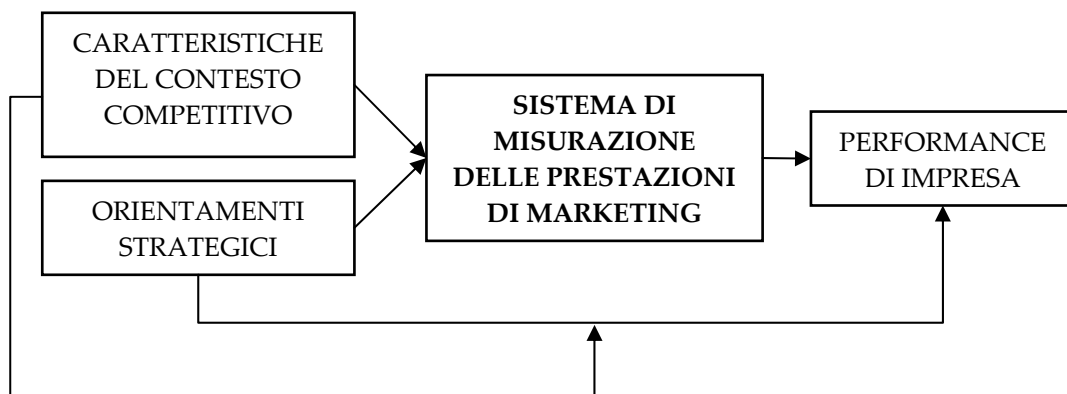 CARATTERISTICHE
DEL CONTESTO
COMPETITIVO
ORIENTAMENTI
STRATEGICI
SISTEMA DI
MISURAZIONE
DELLE PRESTAZIONI
DI MARKETING
PERFORMANCE
DI IMPRESA